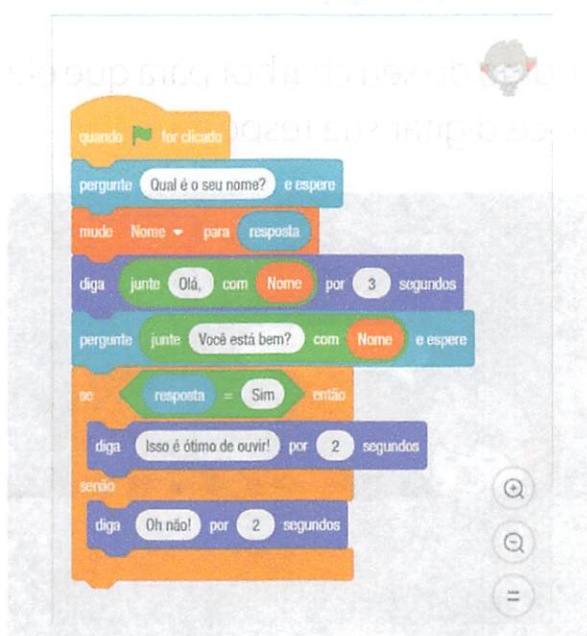 quando for clicado
pergunte Qual é o seu nome? e espere
mude Nome para resposta
diga junte Olá, com Nome por 3 segundos
pergunte junte Você está bem? com Nome e espere
se resposta = Sim então
diga Isso é ótimo de ouvir! por 2 segundos
senão
diga Oh não! por 2 segundos